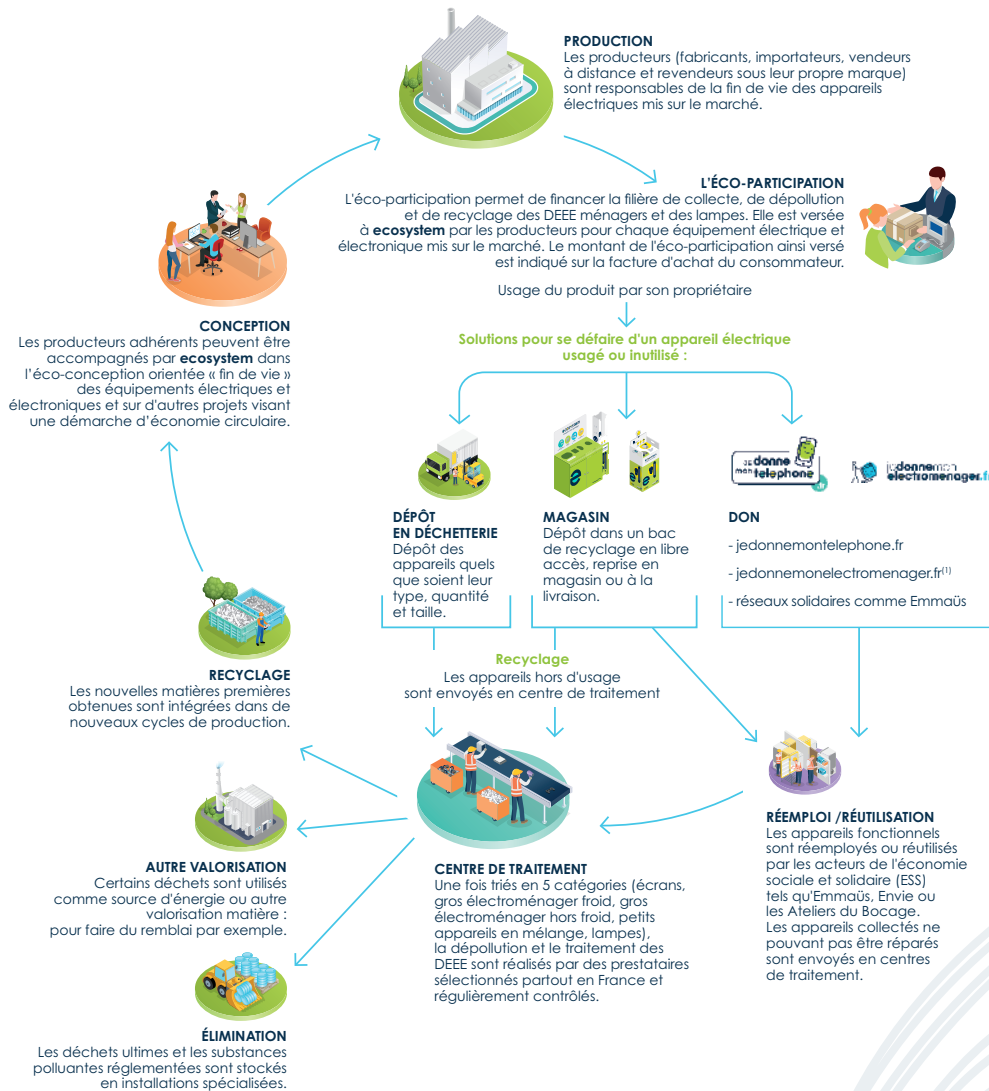 PRODUCTION
Les producteurs (fabricants, importateurs, vendeurs
à distance et revendeurs sous leur propre marque)
sont responsables de la fin de vie des appareils
électriques mis sur le marché.
L'ÉCO-PARTICIPATION
L'éco-participation permet de financer la filière de collecte, de dépollution
et de recyclage des DEEE ménagers et des lampes. Elle est versée
à ecosystem par les producteurs pour chaque équipement électrique et
électronique mis sur le marché. Le montant de l'éco-participation ainsi versé
est indiqué sur la facture d'achat du consommateur.
Usage du produit par son propriétaire
CONCEPTION
Les producteurs adhérents peuvent être
accompagnés par ecosystem dans
l'éco-conception orientée « fin de vie »
des équipements électriques et
électroniques et sur d'autres projets visant
une démarche d'économie circulaire.
Solutions pour se défaire d'un appareil électrique
usagé ou inutilisé :
JE donne
mon telephone
.fr
jedonnemon
electromenager.fr
DÉPÔT
EN DÉCHETTERIE
Dépôt des
appareils quels
que soient leur
type, quantité
et taille.
MAGASIN
Dépôt dans un bac
de recyclage en libre
accès, reprise en
magasin ou à la
livraison.
DON
- jedonnemontelephone.fr
- jedonnemonelectromenager.fr(1)
- réseaux solidaires comme Emmaüs
Recyclage
Les appareils hors d'usage
sont envoyés en centre de traitement
RECYCLAGE
Les nouvelles matières premières
obtenues sont intégrées dans de
nouveaux cycles de production.
AUTRE VALORISATION
Certains déchets sont utilisés
comme source d'énergie ou autre
valorisation matière :
pour faire du remblai par exemple.
CENTRE DE TRAITEMENT
Une fois triés en 5 catégories (écrans,
gros électroménager froid, gros
électroménager hors froid, petits
appareils en mélange, lampes),
la dépollution et le traitement des
DEEE sont réalisés par des prestataires
sélectionnés partout en France et
régulièrement contrôlés.
RÉEMPLOI /RÉUTILISATION
Les appareils fonctionnels
sont réemployés ou réutilisés
par les acteurs de l'économie
sociale et solidaire (ESS)
tels qu'Emmaüs, Envie ou
les Ateliers du Bocage.
Les appareils collectés ne
pouvant pas être réparés
sont envoyés en centres
de traitement.
ÉLIMINATION
Les déchets ultimes et les substances
polluantes réglementées sont stockés
en installations spécialisées.